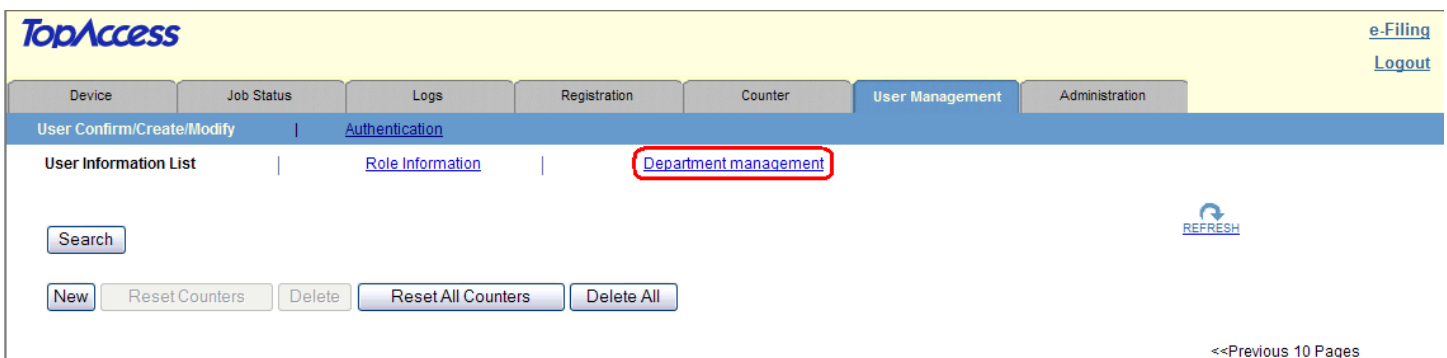 TopAccess
e-Filing
Logout
Device Job Status Logs Registration Counter User Management Administration
User Confirm/Create/Modify | Authentication
User Information List | Role Information | Department management
REFRESH
Search
New Reset Counters Delete Reset All Counters Delete All
<<Previous 10 Pages